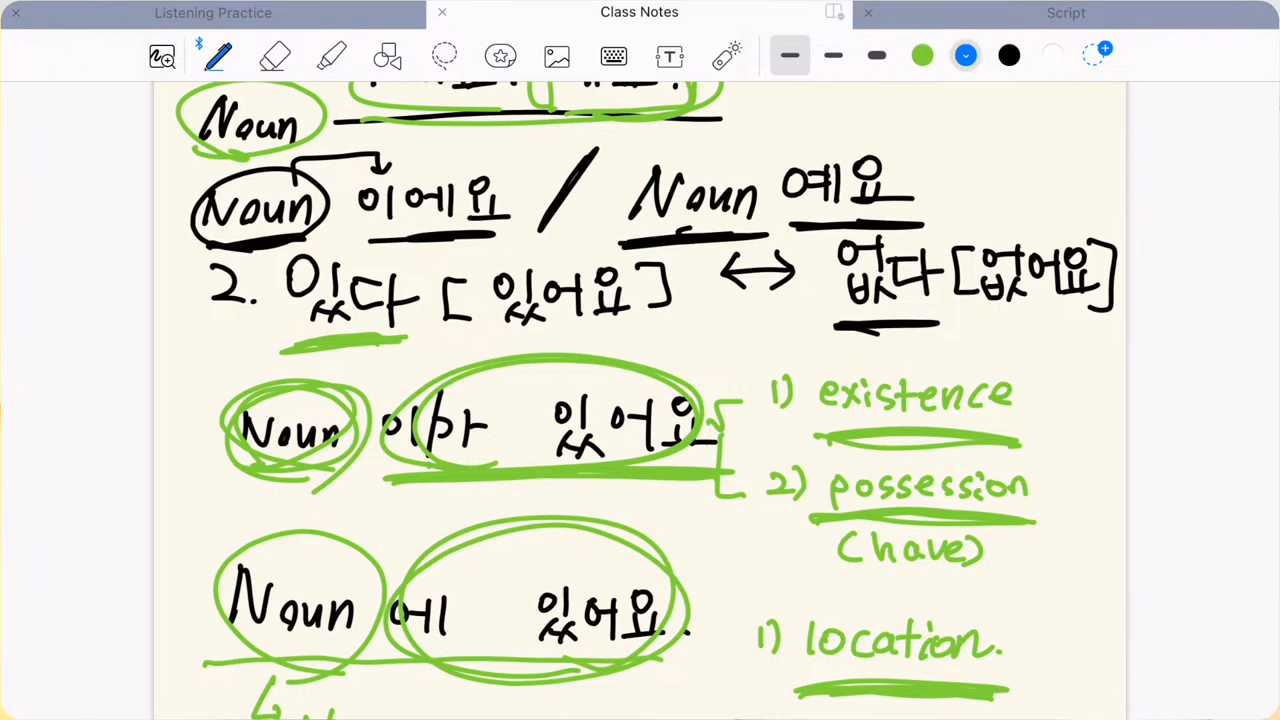 Listening Practice Class Notes Script
Noun
Noun 이에요 / Noun 예요
2. 있다 [있어요] ↔ 없다 [없어요]
Noun 이/가 있어요
1) existence
2) possession
(have)
Noun 에 있어요.
1) location.